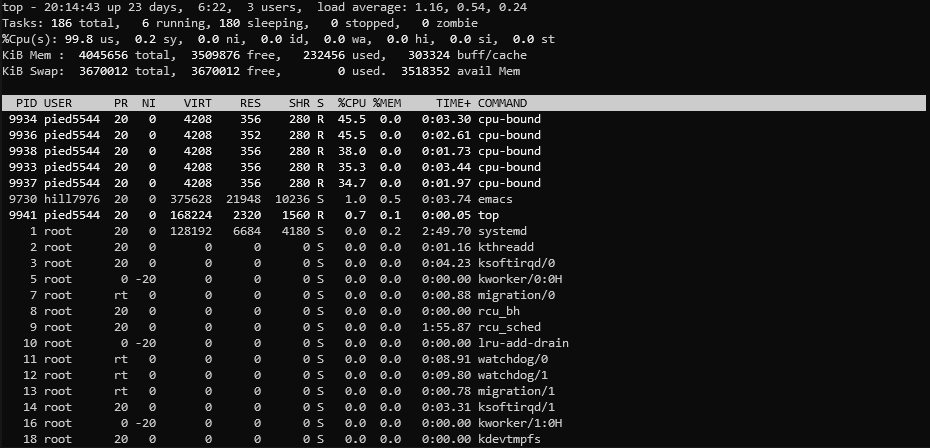 top - 20:14:43 up 23 days,  6:22,  3 users,  load average: 1.16, 0.54, 0.24
Tasks: 186 total,   6 running, 180 sleeping,   0 stopped,   0 zombie
%Cpu(s): 99.8 us,  0.2 sy,  0.0 ni,  0.0 id,  0.0 wa,  0.0 hi,  0.0 si,  0.0 st
KiB Mem :  4045656 total,  3509876 free,   232456 used,   303324 buff/cache
KiB Swap:  3670012 total,  3670012 free,        0 used.  3518352 avail Mem
PID USER PR NI VIRT RES SHR S %CPU %MEM TIME+ COMMAND
9934 pied5544 20 0 4208 356 280 R 45.5 0.0 0:03.30 cpu-bound
9936 pied5544 20 0 4208 352 280 R 45.5 0.0 0:02.61 cpu-bound
9938 pied5544 20 0 4208 356 280 R 38.0 0.0 0:01.73 cpu-bound
9933 pied5544 20 0 4208 356 280 R 35.3 0.0 0:03.44 cpu-bound
9937 pied5544 20 0 4208 356 280 R 34.7 0.0 0:01.97 cpu-bound
9730 hill7976 20 0 375628 21948 10236 S 1.0 0.5 0:03.74 emacs
9941 pied5544 20 0 168224 2320 1560 R 0.7 0.1 0:00.05 top
1 root 20 0 128192 6684 4180 S 0.0 0.2 2:49.70 systemd
2 root 20 0 0 0 0 S 0.0 0.0 0:01.16 kthreadd
3 root 20 0 0 0 0 S 0.0 0.0 0:04.23 ksoftirqd/0
5 root 0 -20 0 0 0 S 0.0 0.0 0:00.00 kworker/0:0H
7 root rt 0 0 0 0 S 0.0 0.0 0:00.88 migration/0
8 root 20 0 0 0 0 S 0.0 0.0 0:00.00 rcu_bh
9 root 20 0 0 0 0 S 0.0 0.0 1:55.87 rcu_sched
10 root 0 -20 0 0 0 S 0.0 0.0 0:00.00 lru-add-drain
11 root rt 0 0 0 0 S 0.0 0.0 0:08.91 watchdog/0
12 root rt 0 0 0 0 S 0.0 0.0 0:09.80 watchdog/1
13 root rt 0 0 0 0 S 0.0 0.0 0:00.78 migration/1
14 root 20 0 0 0 0 S 0.0 0.0 0:03.31 ksoftirqd/1
16 root 0 -20 0 0 0 S 0.0 0.0 0:00.00 kworker/1:0H
18 root 20 0 0 0 0 S 0.0 0.0 0:00.00 kdevtmpfs